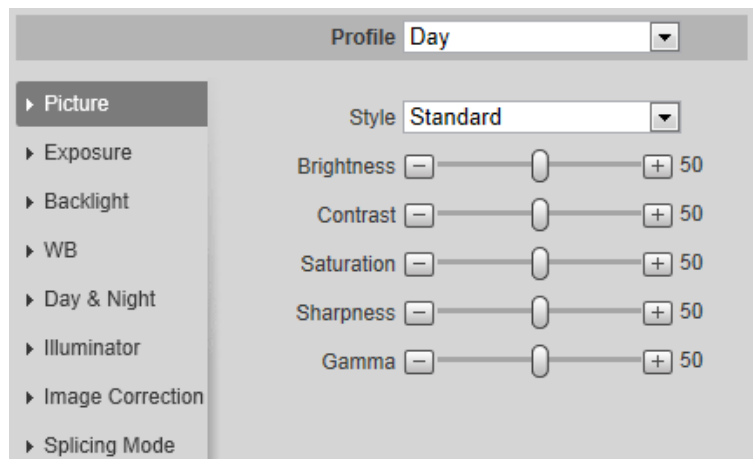 Profile Day
Picture
Exposure
Backlight
WB
Day & Night
Illuminator
Image Correction
Splicing Mode
Style Standard
Brightness 50
Contrast 50
Saturation 50
Sharpness 50
Gamma 50